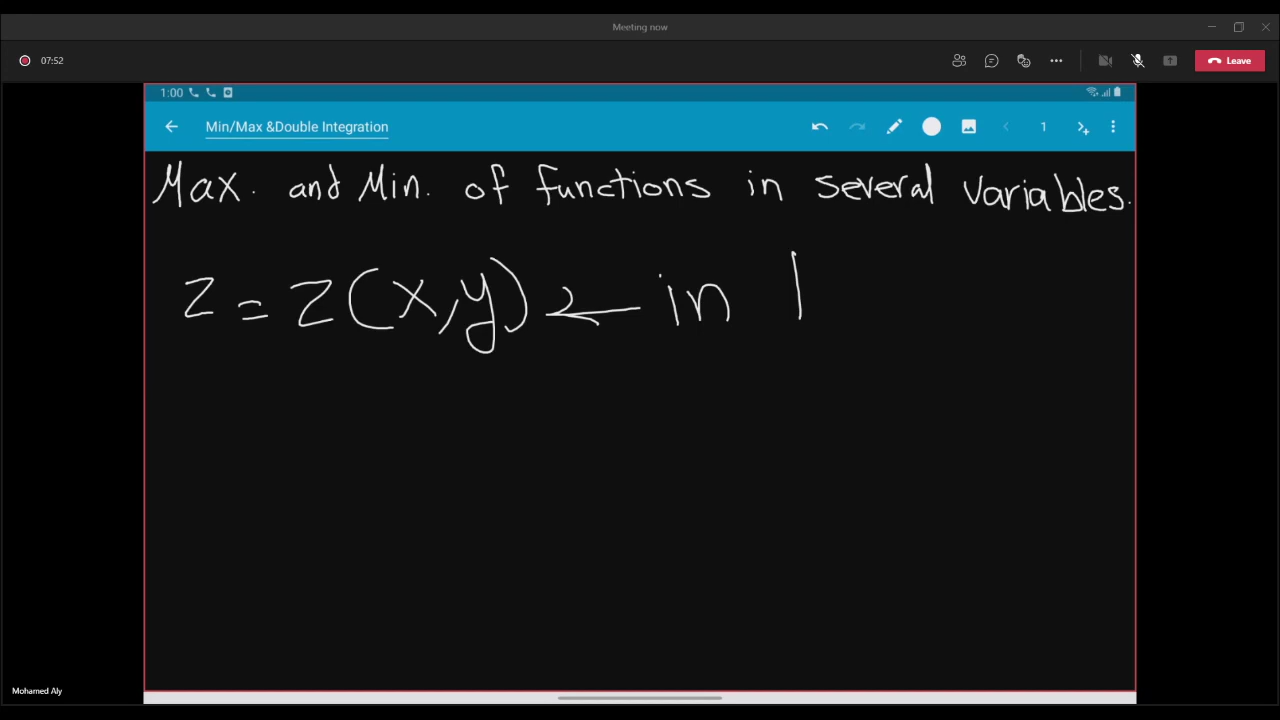 Meeting now
07:52
Leave
1:00
Min/Max &Double Integration
1
Max. and Min. of functions in several variables.
z = z(x,y) ← in
Mohamed Aly